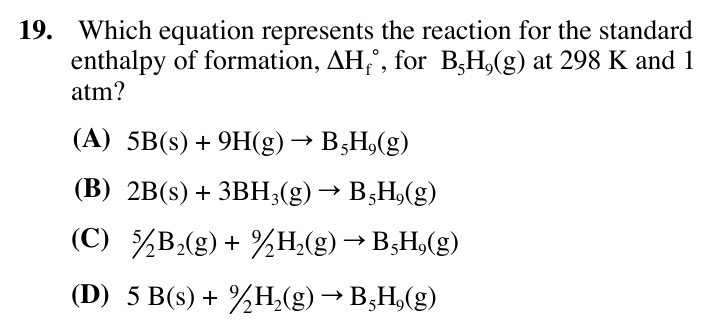 19. Which equation represents the reaction for the standard
enthalpy of formation, ΔH_f°, for B₅H₉(g) at 298 K and 1
atm?
(A) 5B(s) + 9H(g) → B₅H₉(g)
(B) 2B(s) + 3BH₃(g) → B₅H₉(g)
(C) 5/2B₂(g) + 9/2H₂(g) → B₅H₉(g)
(D) 5 B(s) + 9/2H₂(g) → B₅H₉(g)